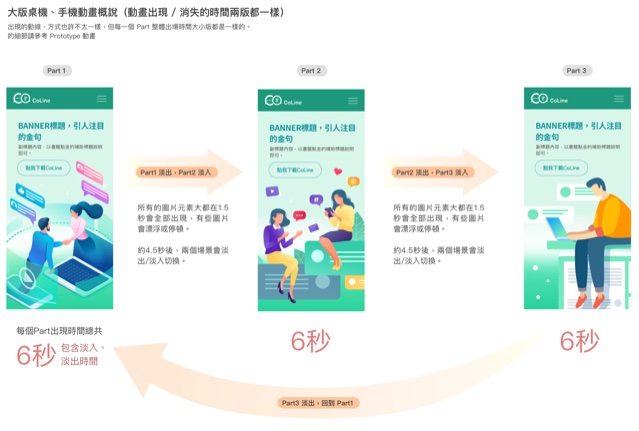 大版桌機、手機動畫概說（動畫出現 / 消失的時間兩版都一樣）
出現的動線、方式也許不太一樣，但每一個 Part 整體出場時間大小版都是一樣的。
的細節請參考 Prototype 動畫
Part 1
Part 2
Part 3
CoLine
BANNER標題，引人注目
的金句
副標題內容，以畫龍點金的補助標題說明
即可。
點我下載CoLine
Part1 淡出，Part2 淡入
所有的圖片元素大都在1.5
秒會全部出現，有些圖片
會漂浮或停頓。
約4.5秒後，兩個場景會淡
出/淡入切換。
CoLine
BANNER標題，引人注目
的金句
副標題內容，以畫龍點金的補助標題說明
即可。
點我下載CoLine
Part2 淡出，Part3 淡入
所有的圖片元素大都在1.5
秒會全部出現，有些圖片
會漂浮或停頓。
約4.5秒後，兩個場景會淡
出/淡入切換。
CoLine
BANNER標題，引人注目
的金句
副標題內容，以畫龍點金的補助標題說明
即可。
點我下載CoLine
每個Part出現時間總共
6秒 包含淡入、
淡出時間
6秒
6秒
Part3 淡出，回到 Part1